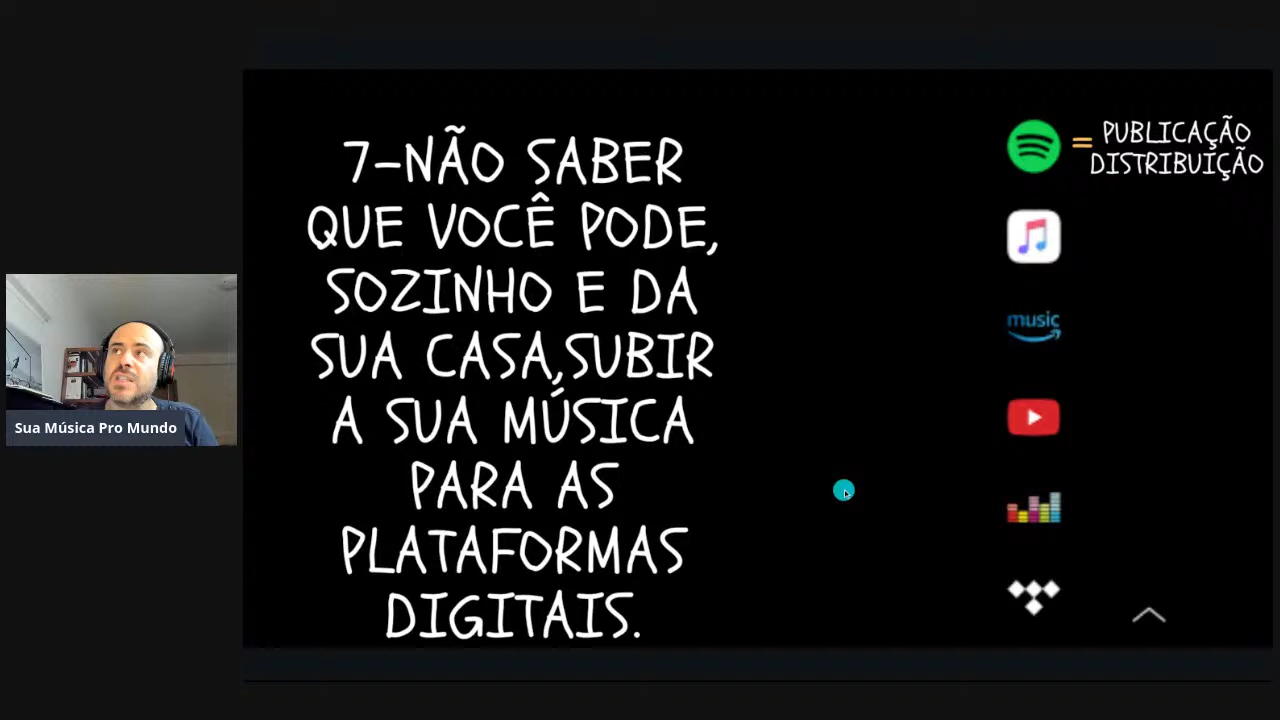 7-NÃO SABER
QUE VOCÊ PODE,
SOZINHO E DA
SUA CASA,SUBIR
A SUA MÚSICA
PARA AS
PLATAFORMAS
DIGITAIS.
= PUBLICAÇÃO
DISTRIBUIÇÃO
music
Sua Música Pro Mundo